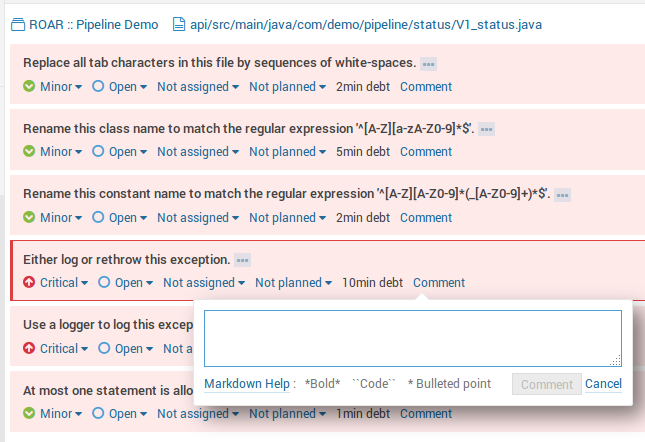 ROAR :: Pipeline Demo api/src/main/java/com/demo/pipeline/status/V1_status.java
Replace all tab characters in this file by sequences of white-spaces.
Minor Open Not assigned Not planned 2min debt Comment
Rename this class name to match the regular expression '^[A-Z][a-zA-Z0-9]*$'.
Minor Open Not assigned Not planned 5min debt Comment
Rename this constant name to match the regular expression '^[A-Z][A-Z0-9]*(_[A-Z0-9]+)*$'.
Minor Open Not assigned Not planned 2min debt Comment
Either log or rethrow this exception.
Critical Open Not assigned Not planned 10min debt Comment
Use a logger to log this excep
Critical Open Not a
Markdown Help : *Bold* ``Code`` * Bulleted point Comment Cancel
At most one statement is allo
Minor Open Not assigned Not planned 1min debt Comment